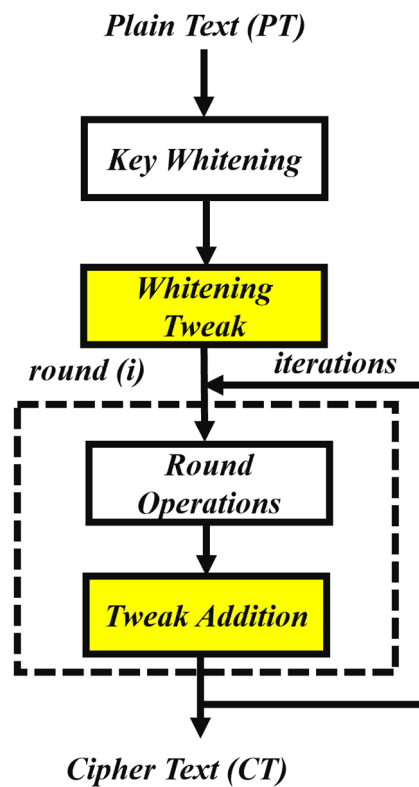 Plain Text (PT)
Key Whitening
Whitening
Tweak
round (i)
iterations
Round
Operations
Tweak Addition
Cipher Text (CT)